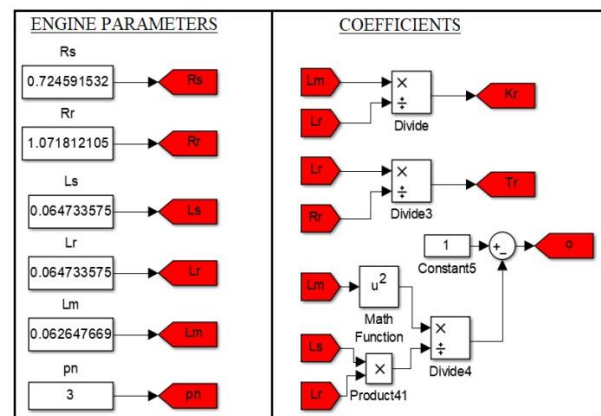 ENGINE PARAMETERS
Rs
0.724591532
Rs
Rr
1.071812105
Rr
Ls
0.064733575
Ls
Lr
0.064733575
Lr
Lm
0.062647669
Lm
pn
3
pn
COEFFICIENTS
Lm
×
÷
Kr
Lr
Divide
Lr
×
÷
Tr
Rr
Divide3
1
+
−
o
Constant5
Lm
u²
Math
Function
×
÷
Divide4
Ls
×
Lr
Product41